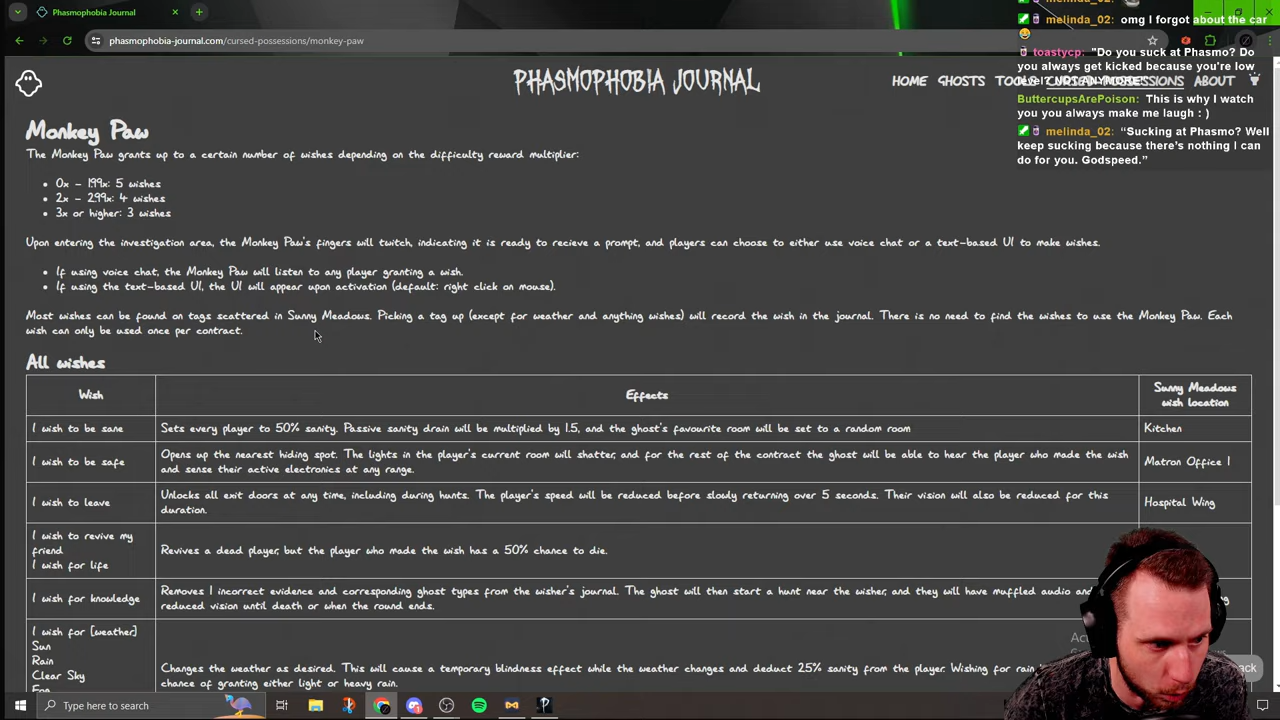 Phasmophobia Journal
phasmophobia-journal.com/cursed-possessions/monkey-paw
melinda_02: omg I forgot about the car
toastycp: "Do you suck at Phasmo? Do
you always get kicked because you're low
level? NOT ANYMORE"
ButtercupsArePoison: This is why I watch
you you always make me laugh : )
melinda_02: “Sucking at Phasmo? Well
keep sucking because there's nothing I can
do for you. Godspeed.”
PHASMOPHOBIA JOURNAL
HOME GHOSTS ABOUT
Monkey Paw
The Monkey Paw grants up to a certain number of wishes depending on the difficulty reward multiplier:
• 0x - 1.99x: 5 wishes
• 2x - 2.99x: 4 wishes
• 3x or higher: 3 wishes
Upon entering the investigation area, the Monkey Paw's fingers will twitch, indicating it is ready to recieve a prompt, and players can choose to either use voice chat or a text-based UI to make wishes.
• If using voice chat, the Monkey Paw will listen to any player granting a wish.
• If using the text-based UI, the UI will appear upon activation (default: right click on mouse).
Most wishes can be found on tags scattered in Sunny Meadows. Picking a tag up (except for weather and anything wishes) will record the wish in the journal. There is no need to find the wishes to use the Monkey Paw. Each
wish can only be used once per contract.
All wishes
Wish
Effects
Sunny Meadows
wish location
I wish to be sane
Sets every player to 50% sanity. Passive sanity drain will be multiplied by 1.5, and the ghost's favourite room will be set to a random room
Kitchen
I wish to be safe
Opens up the nearest hiding spot. The lights in the player's current room will shatter, and for the rest of the contract the ghost will be able to hear the player who made the wish
and sense their active electronics at any range.
Matron Office 1
I wish to leave
Unlocks all exit doors at any time, including during hunts. The player's speed will be reduced before slowly returning over 5 seconds. Their vision will also be reduced for this
duration.
Hospital Wing
I wish to revive my
friend
I wish for life
Revives a dead player, but the player who made the wish has a 50% chance to die.
I wish for knowledge
Removes 1 incorrect evidence and corresponding ghost types from the wisher's journal. The ghost will then start a hunt near the wisher, and they will have muffled audio and
reduced vision until death or when the round ends.
I wish for [weather]
Sun
Rain
Clear Sky
Fog
Changes the weather as desired. This will cause a temporary blindness effect while the weather changes and deduct 25% sanity from the player. Wishing for rain
chance of granting either light or heavy rain.
Type here to search